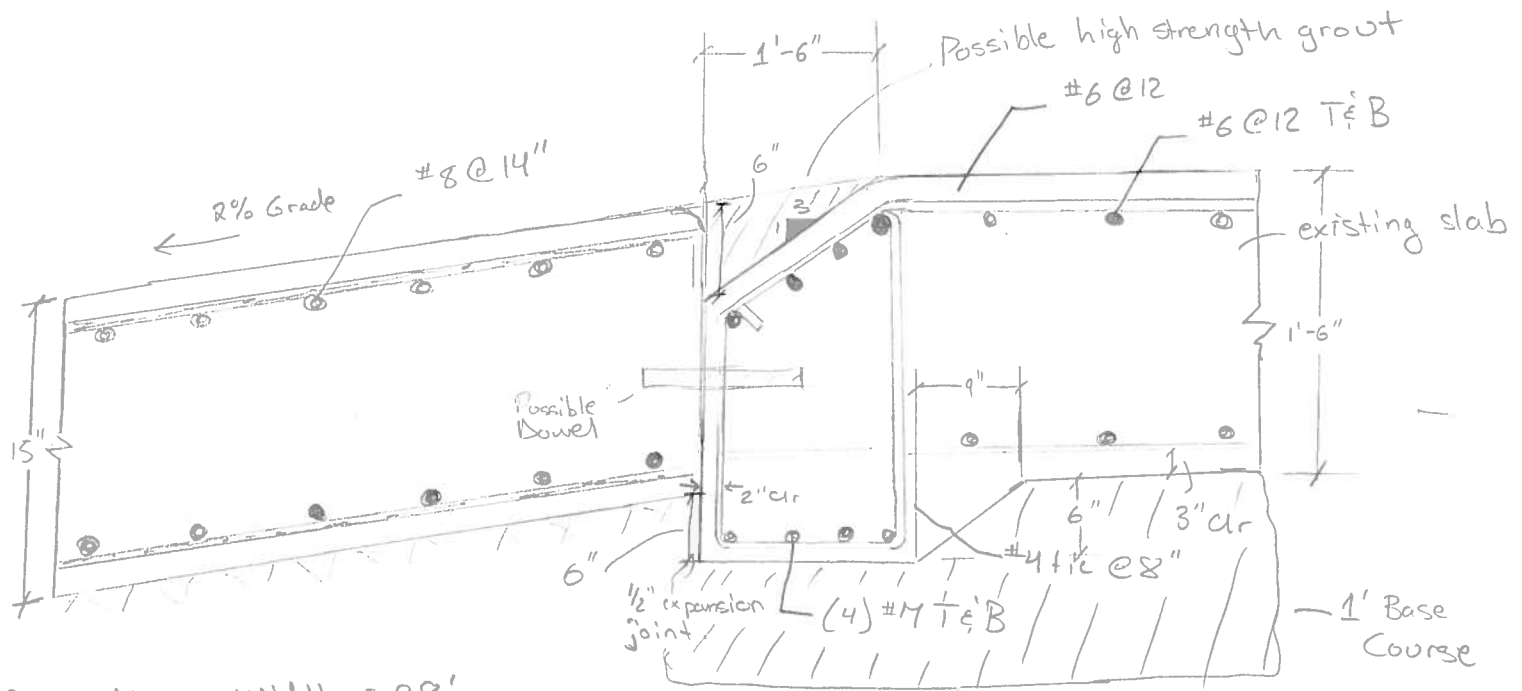 1'-6"
Possible high strength grout
#6 @ 12
#6 @ 12 T & B
#8 @ 14"
6"
2% Grade
3
1
existing slab
1'-6"
9"
15"
Possible
Dowel
2" clr
6"
3" clr
6"
#4 tie @ 8"
1/2" expansion
joint
(4) T & B
1' Base
Course